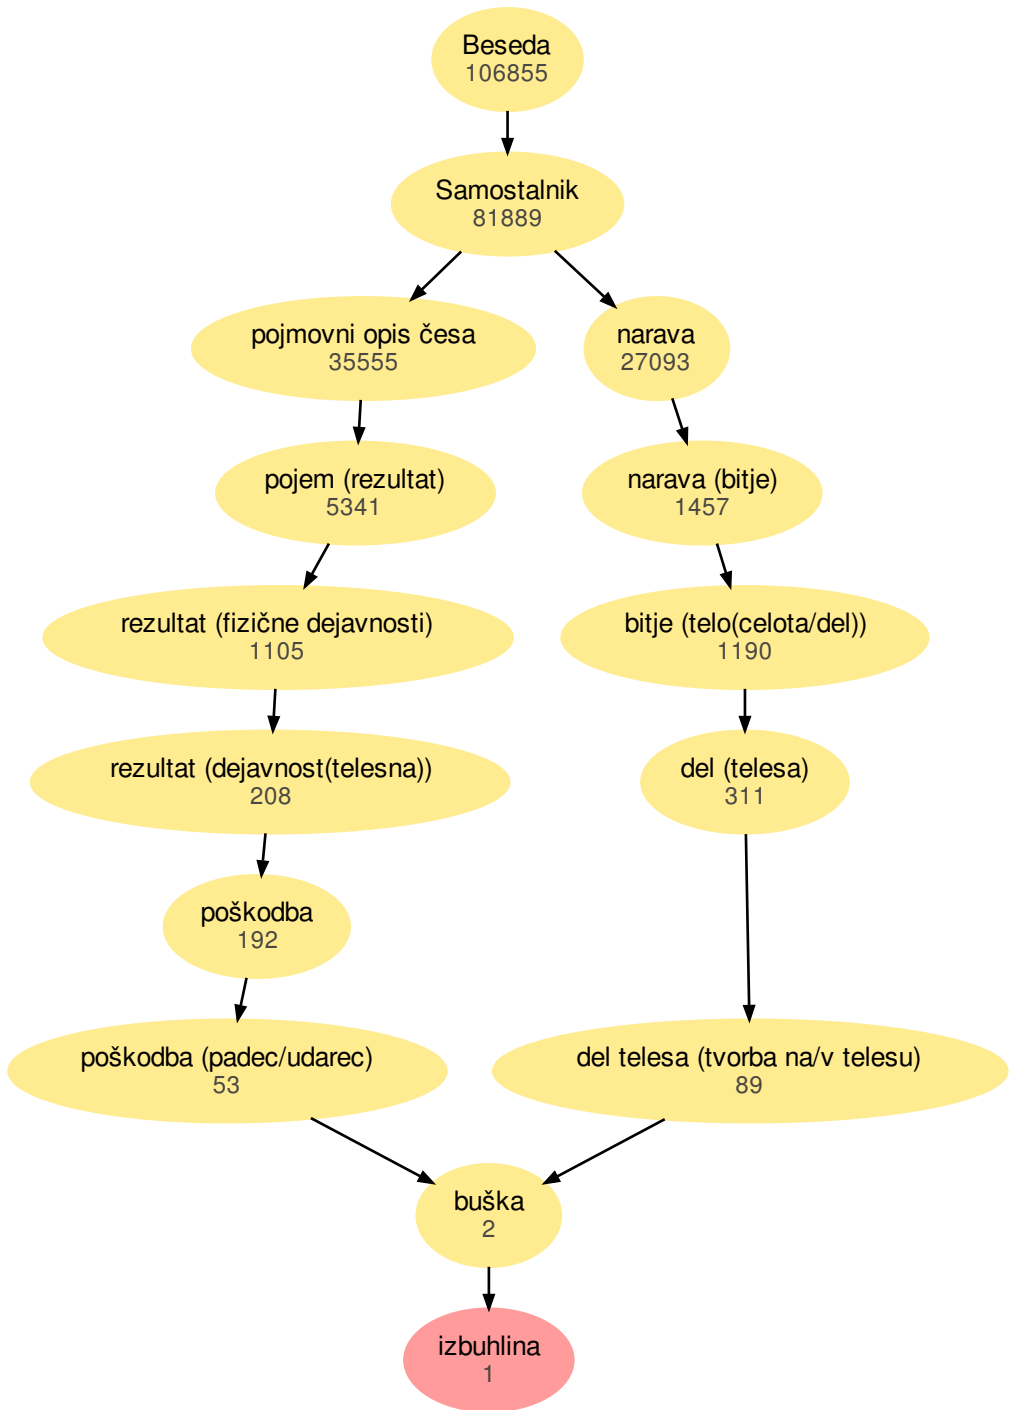 Beseda
106855
Samostalnik
81889
pojmovni opis česa
35555
narava
27093
pojem (rezultat)
5341
narava (bitje)
1457
rezultat (fizične dejavnosti)
1105
bitje (telo(celota/del))
1190
rezultat (dejavnost(telesna))
208
del (telesa)
311
poškodba
192
poškodba (padec/udarec)
53
del telesa (tvorba na/v telesu)
89
buška
2
izbuhlina
1